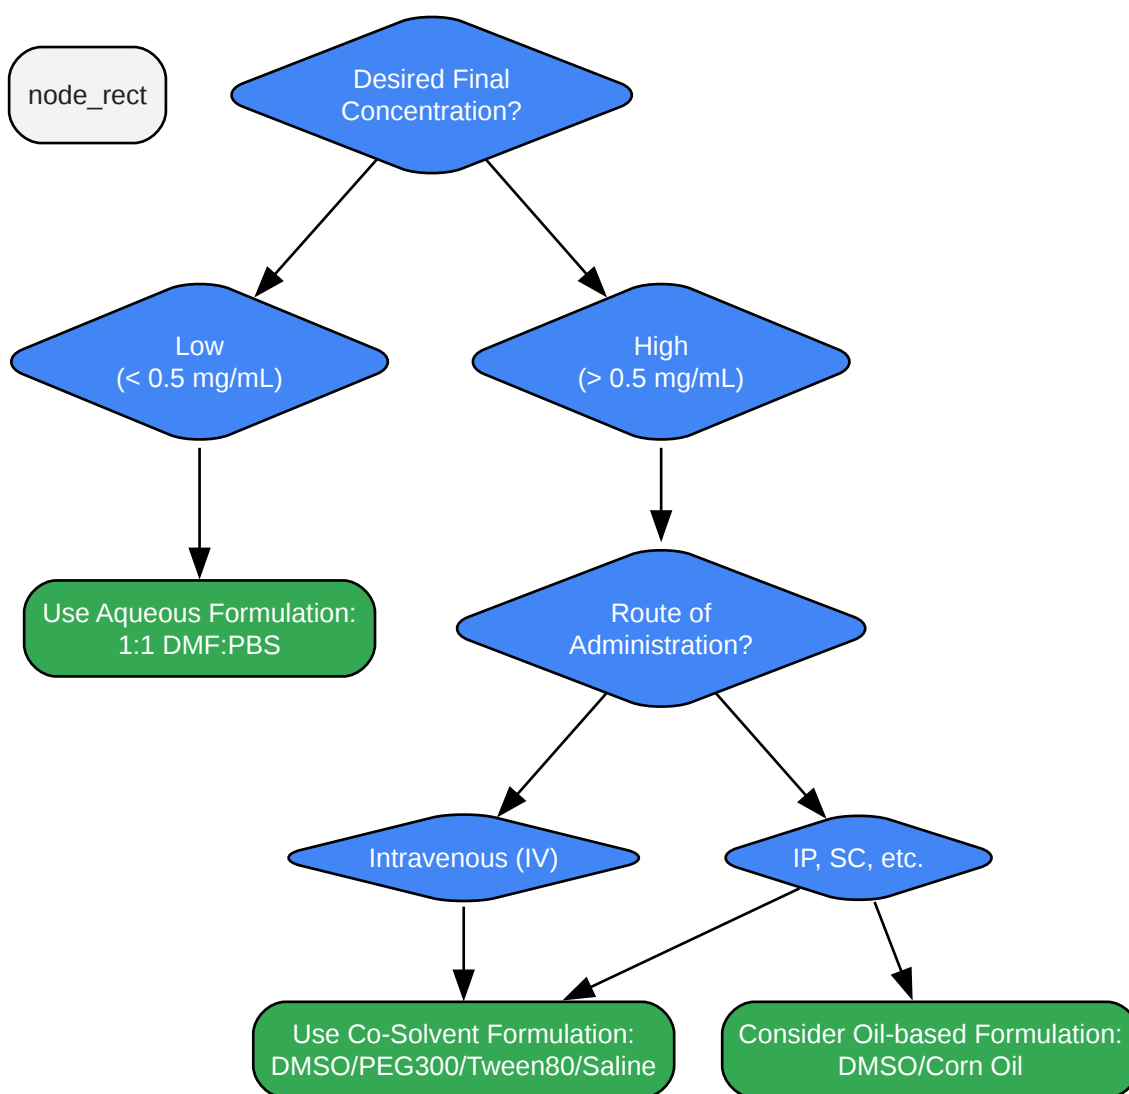 node_rect
Desired Final
Concentration?
Low
(< 0.5 mg/mL)
High
(> 0.5 mg/mL)
Use Aqueous Formulation:
1:1 DMF:PBS
Route of
Administration?
Intravenous (IV)
IP, SC, etc.
Use Co-Solvent Formulation:
DMSO/PEG300/Tween80/Saline
Consider Oil-based Formulation:
DMSO/Corn Oil